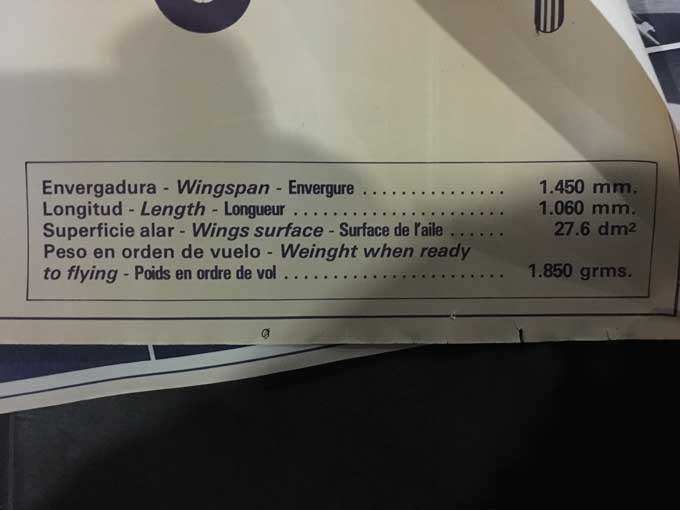 Envergadura - Wingspan - Envergure ............... 1.450 mm.
Longitud - Length - Longueur ...................... 1.060 mm.
Superficie alar - Wings surface - Surface de l'aile ...... 27.6 dm²
Peso en orden de vuelo - Weinght when ready
to flying - Poids en ordre de vol ....................... 1.850 grms.